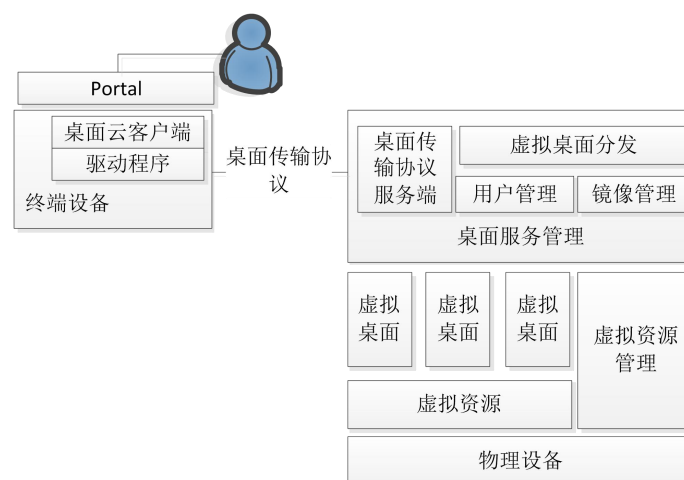 Portal
桌面云客户端
驱动程序
终端设备
桌面传输协
议
桌面传
输协议
服务端
虚拟桌面分发
用户管理
镜像管理
桌面服务管理
虚拟
桌面
虚拟
桌面
虚拟
桌面
虚拟资源
管理
虚拟资源
物理设备